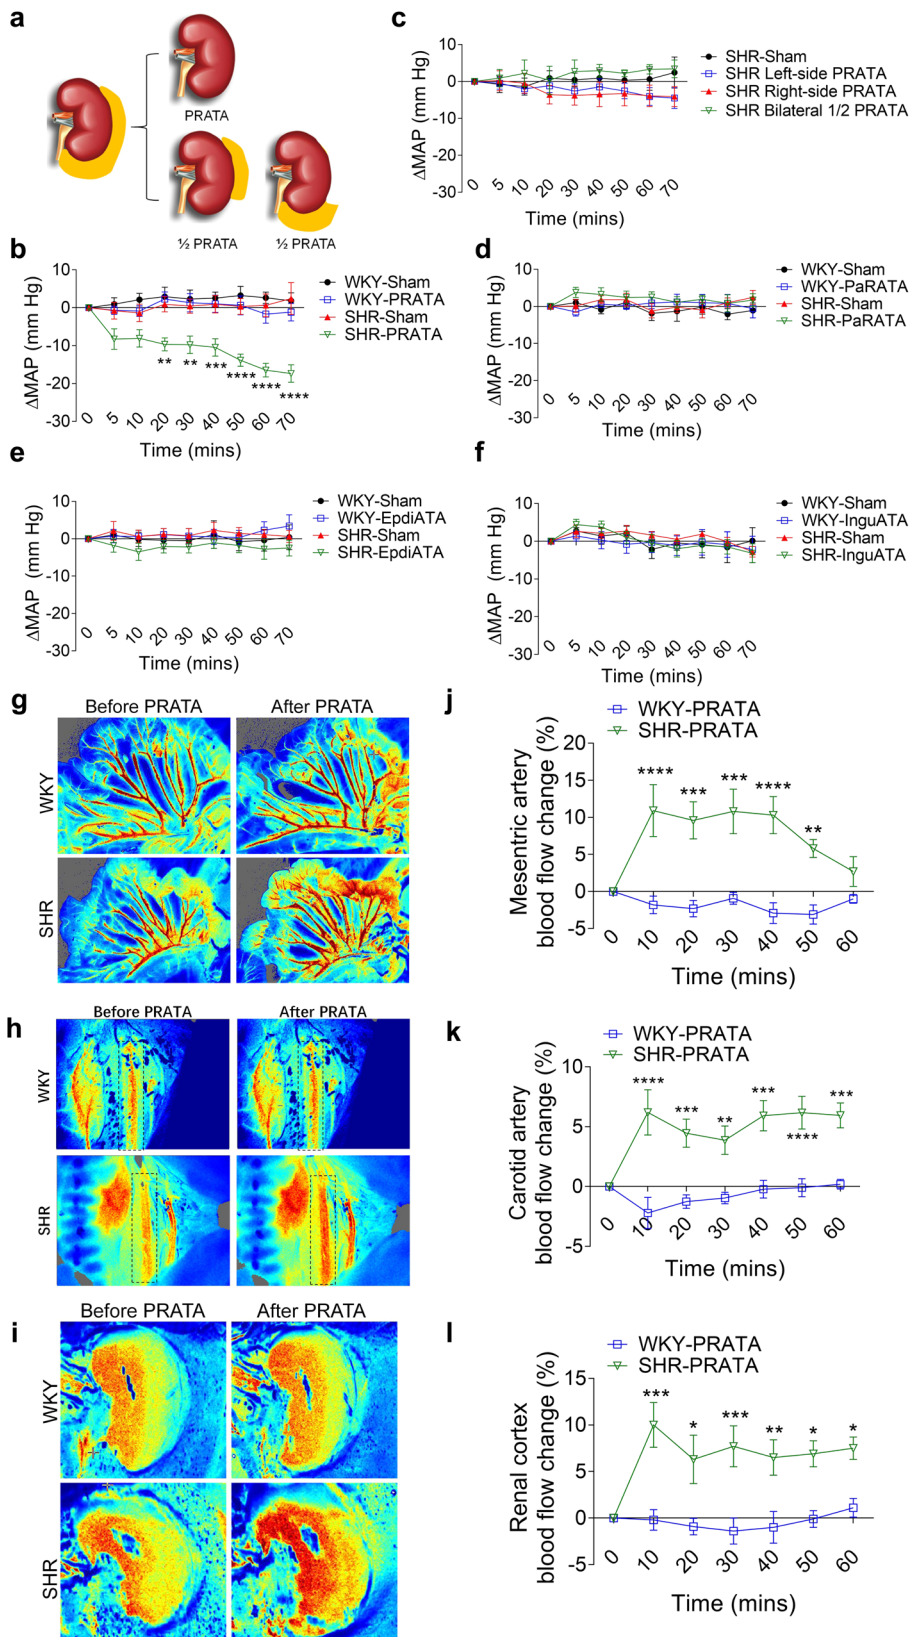 a
PRATA
½ PRATA
½ PRATA
c
10
0
-10
-20
-30
ΔMAP (mm Hg)
0
5
10
20
30
40
50
60
70
Time (mins)
SHR-Sham
SHR Left-side PRATA
SHR Right-side PRATA
SHR Bilateral 1/2 PRATA
b
10
0
-10
-20
-30
ΔMAP (mm Hg)
**
**
***
****
****
****
0
5
10
20
30
40
50
60
70
Time (mins)
WKY-Sham
WKY-PRATA
SHR-Sham
SHR-PRATA
d
10
0
-10
-20
-30
ΔMAP (mm Hg)
0
5
10
20
30
40
50
60
70
Time (mins)
WKY-Sham
WKY-PaRATA
SHR-Sham
SHR-PaRATA
e
10
0
-10
-20
-30
ΔMAP (mm Hg)
0
5
10
20
30
40
50
60
70
Time (mins)
WKY-Sham
WKY-EpdiATA
SHR-Sham
SHR-EpdiATA
f
10
0
-10
-20
-30
ΔMAP (mm Hg)
0
5
10
20
30
40
50
60
70
Time (mins)
WKY-Sham
WKY-InguATA
SHR-Sham
SHR-InguATA
g
Before PRATA
After PRATA
WKY
SHR
j
WKY-PRATA
SHR-PRATA
20
15
10
5
0
-5
Mesentric artery
blood flow change (%)
****
***
***
****
**
0
10
20
30
40
50
60
Time (mins)
h
Before PRATA
After PRATA
WKY
SHR
k
WKY-PRATA
SHR-PRATA
10
5
0
-5
Carotid artery
blood flow change (%)
****
***
**
***
****
***
0
10
20
30
40
50
60
Time (mins)
i
Before PRATA
After PRATA
WKY
SHR
l
WKY-PRATA
SHR-PRATA
15
10
5
0
-5
Renal cortex
blood flow change (%)
***
*
***
**
*
*
0
10
20
30
40
50
60
Time (mins)